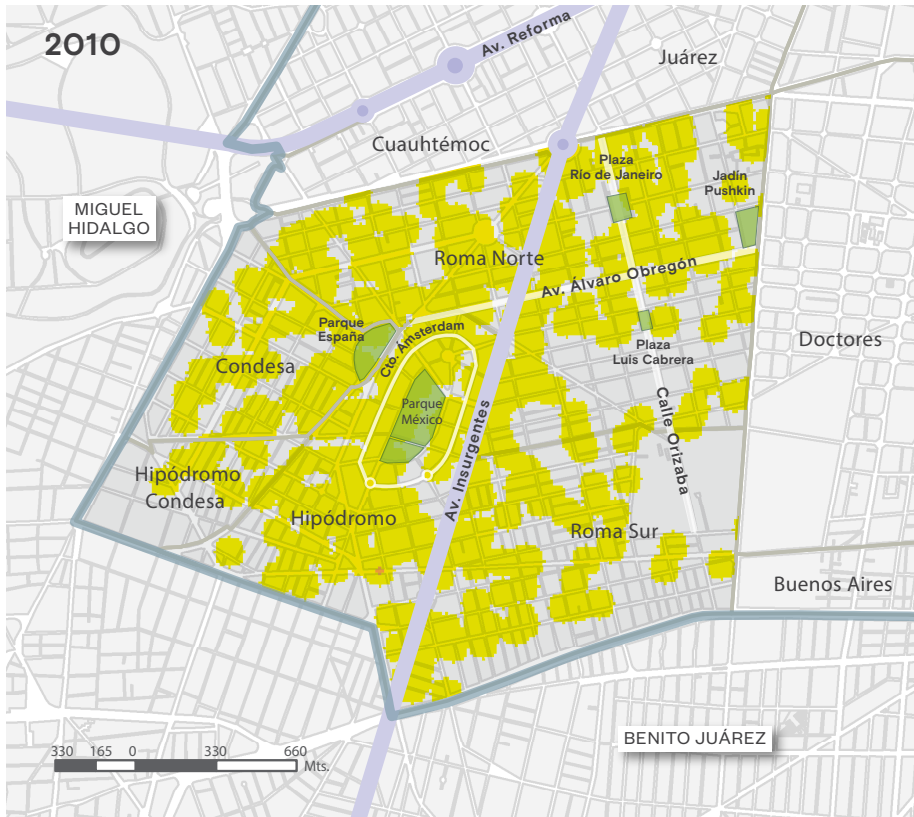 2010
Av. Reforma
Juárez
Cuauhtémoc
Plaza
Río de Janeiro
Jadín
Pushkin
MIGUEL
HIDALGO
Roma Norte
Av. Álvaro Obregón
Parque
España
Cto. Ámsterdam
Plaza
Luis Cabrera
Doctores
Condesa
Parque
México
Calle Orizaba
Av. Insurgentes
Hipódromo
Condesa
Hipódromo
Roma Sur
Buenos Aires
BENITO JUÁREZ
330 165 0 330 660
Mts.